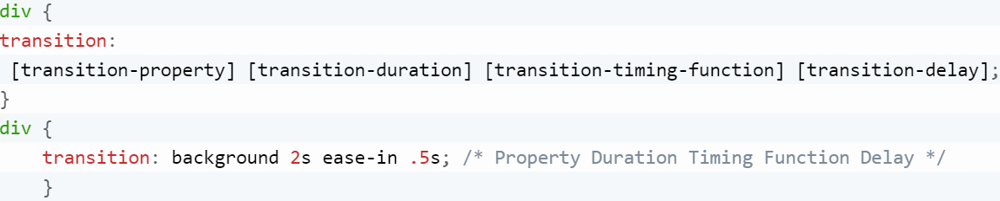 div {
transition:
 [transition-property] [transition-duration] [transition-timing-function] [transition-delay];
}
div {
    transition: background 2s ease-in .5s; /* Property Duration Timing Function Delay */
    }